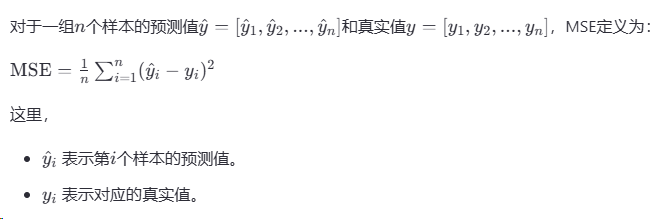 对于一组n个样本的预测值ŷ = [ŷ₁, ŷ₂, ..., ŷₙ]和真实值y = [y₁, y₂, ..., yₙ]，MSE定义为：
MSE = \frac{1}{n} \sum_{i=1}^{n} (ŷᵢ − yᵢ)²
这里，
• ŷᵢ 表示第i个样本的预测值。
• yᵢ 表示对应的真实值。